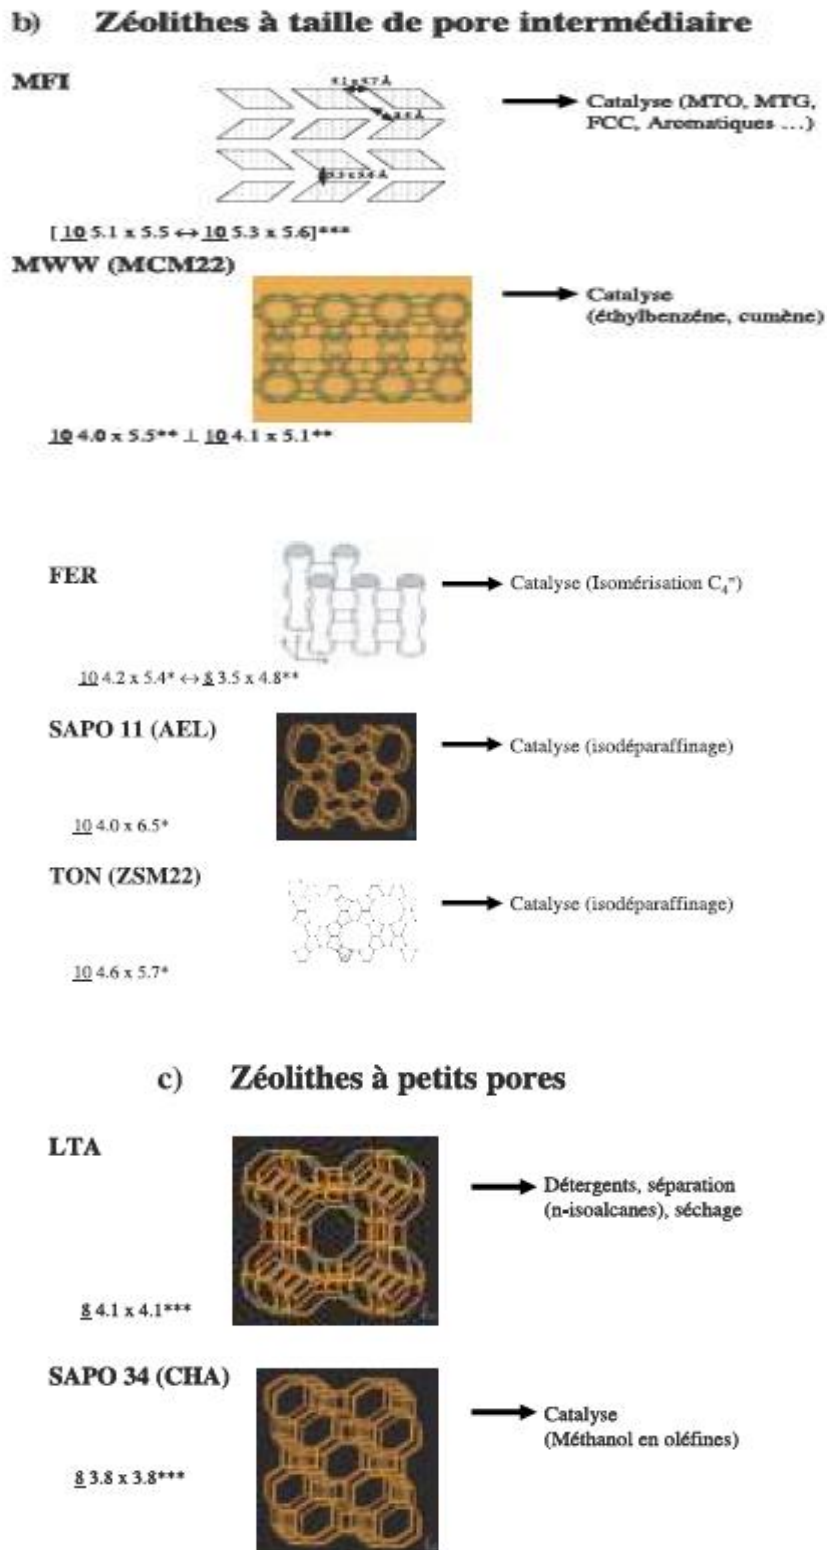 b) Zéolithes à taille de pore intermédiaire
MFI
Catalyse (MTO, MTG,
FCC, Aromatiques ...)
[ 10 5.1 x 5.5 ↔ 10 5.3 x 5.6]***
MWW (MCM22)
Catalyse
(éthylbenzéne, cumène)
10 4.0 x 5.5** ⊥ 10 4.1 x 5.1**
FER
Catalyse (Isomérisation C₄⁼)
10 4.2 x 5.4* ↔ 8 3.5 x 4.8**
SAPO 11 (AEL)
Catalyse (isodéparaffinage)
10 4.0 x 6.5*
TON (ZSM22)
Catalyse (isodéparaffinage)
10 4.6 x 5.7*
c) Zéolithes à petits pores
LTA
Détergents, séparation
(n-isoalcanes), séchage
8 4.1 x 4.1***
SAPO 34 (CHA)
Catalyse
(Méthanol en oléfines)
8 3.8 x 3.8***